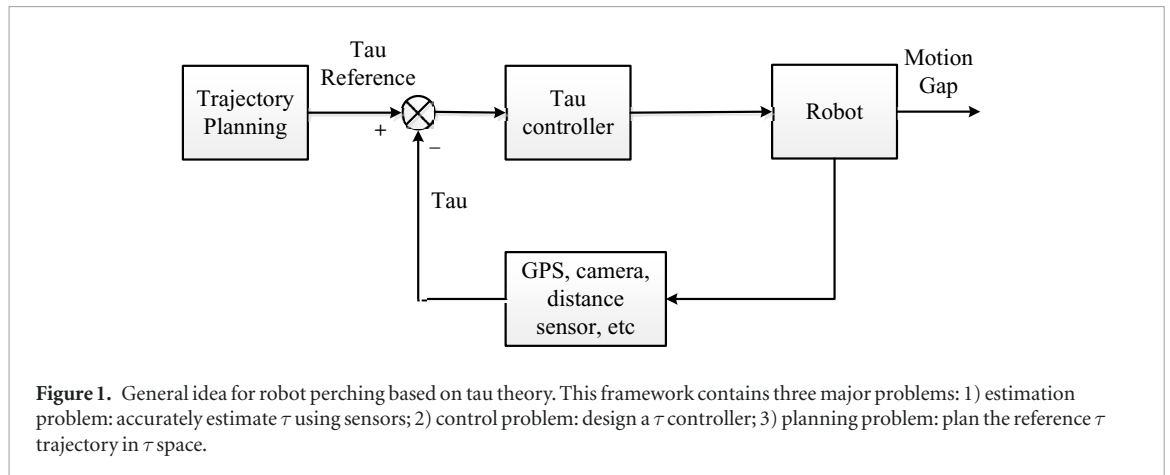 Tau
Reference
Motion
Gap
Trajectory
Planning
+
−
Tau
controller
Robot
Tau
GPS, camera,
distance
sensor, etc
Figure 1. General idea for robot perching based on tau theory. This framework contains three major problems: 1) estimation
problem: accurately estimate τ using sensors; 2) control problem: design a τ controller; 3) planning problem: plan the reference τ
trajectory in τ space.